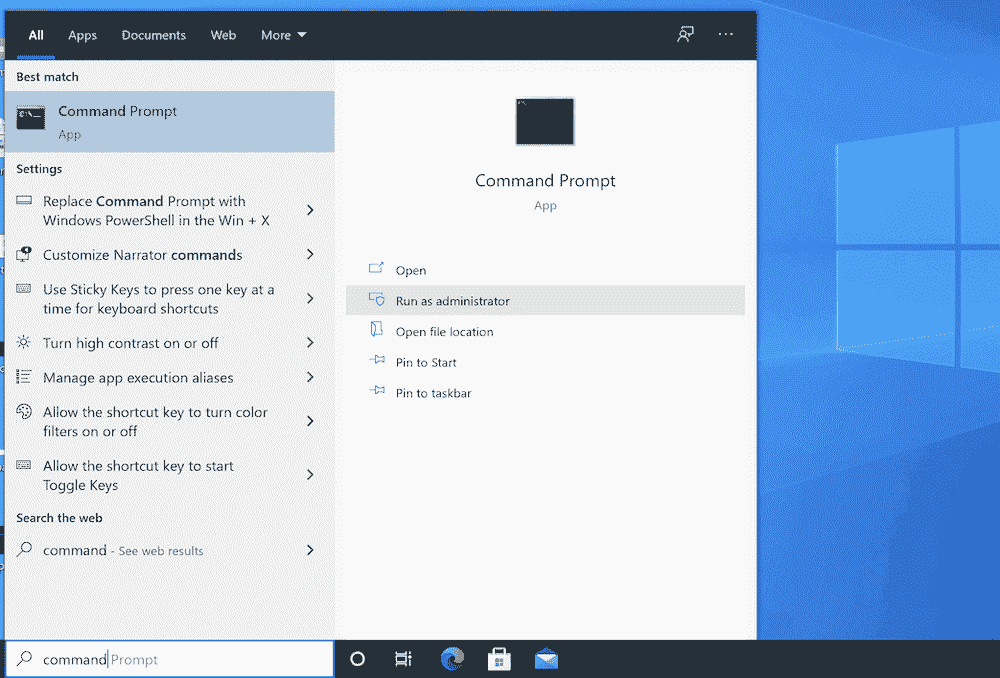 All Apps Documents Web More
Best match
Command Prompt
App
Settings
Replace Command Prompt with
Windows PowerShell in the Win + X
Customize Narrator commands
Use Sticky Keys to press one key at a
time for keyboard shortcuts
Turn high contrast on or off
Manage app execution aliases
Allow the shortcut key to turn color
filters on or off
Allow the shortcut key to start
Toggle Keys
Search the web
command - See web results
command Prompt
Command Prompt
App
Open
Run as administrator
Open file location
Pin to Start
Pin to taskbar